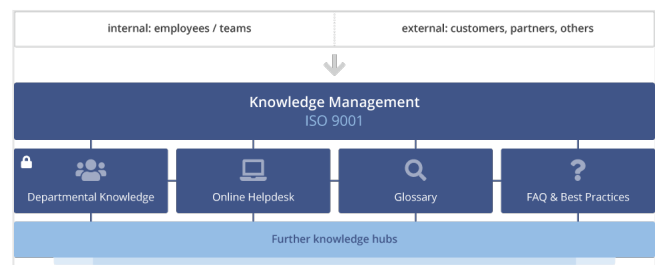 internal: employees / teams
external: customers, partners, others
Knowledge Management
ISO 9001
Departmental Knowledge
Online Helpdesk
Glossary
FAQ & Best Practices
Further knowledge hubs